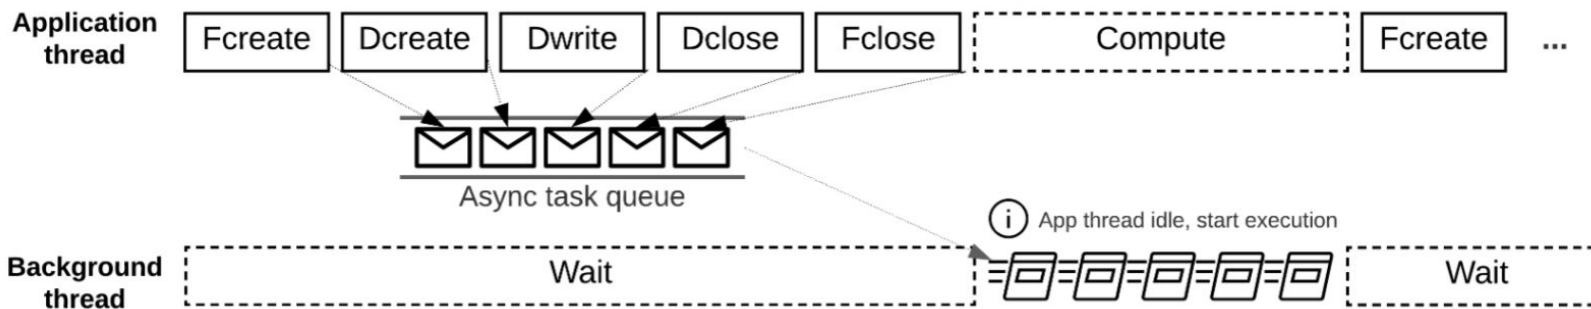 Application
thread
Fcreate Dcreate Dwrite Dclose Fclose Compute Fcreate ...
Async task queue
i App thread idle, start execution
Background
thread
Wait Wait